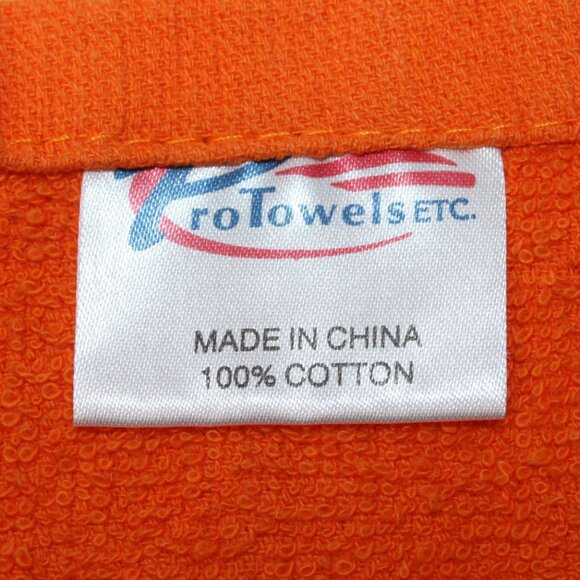 ProTowels ETC.
MADE IN CHINA
100% COTTON